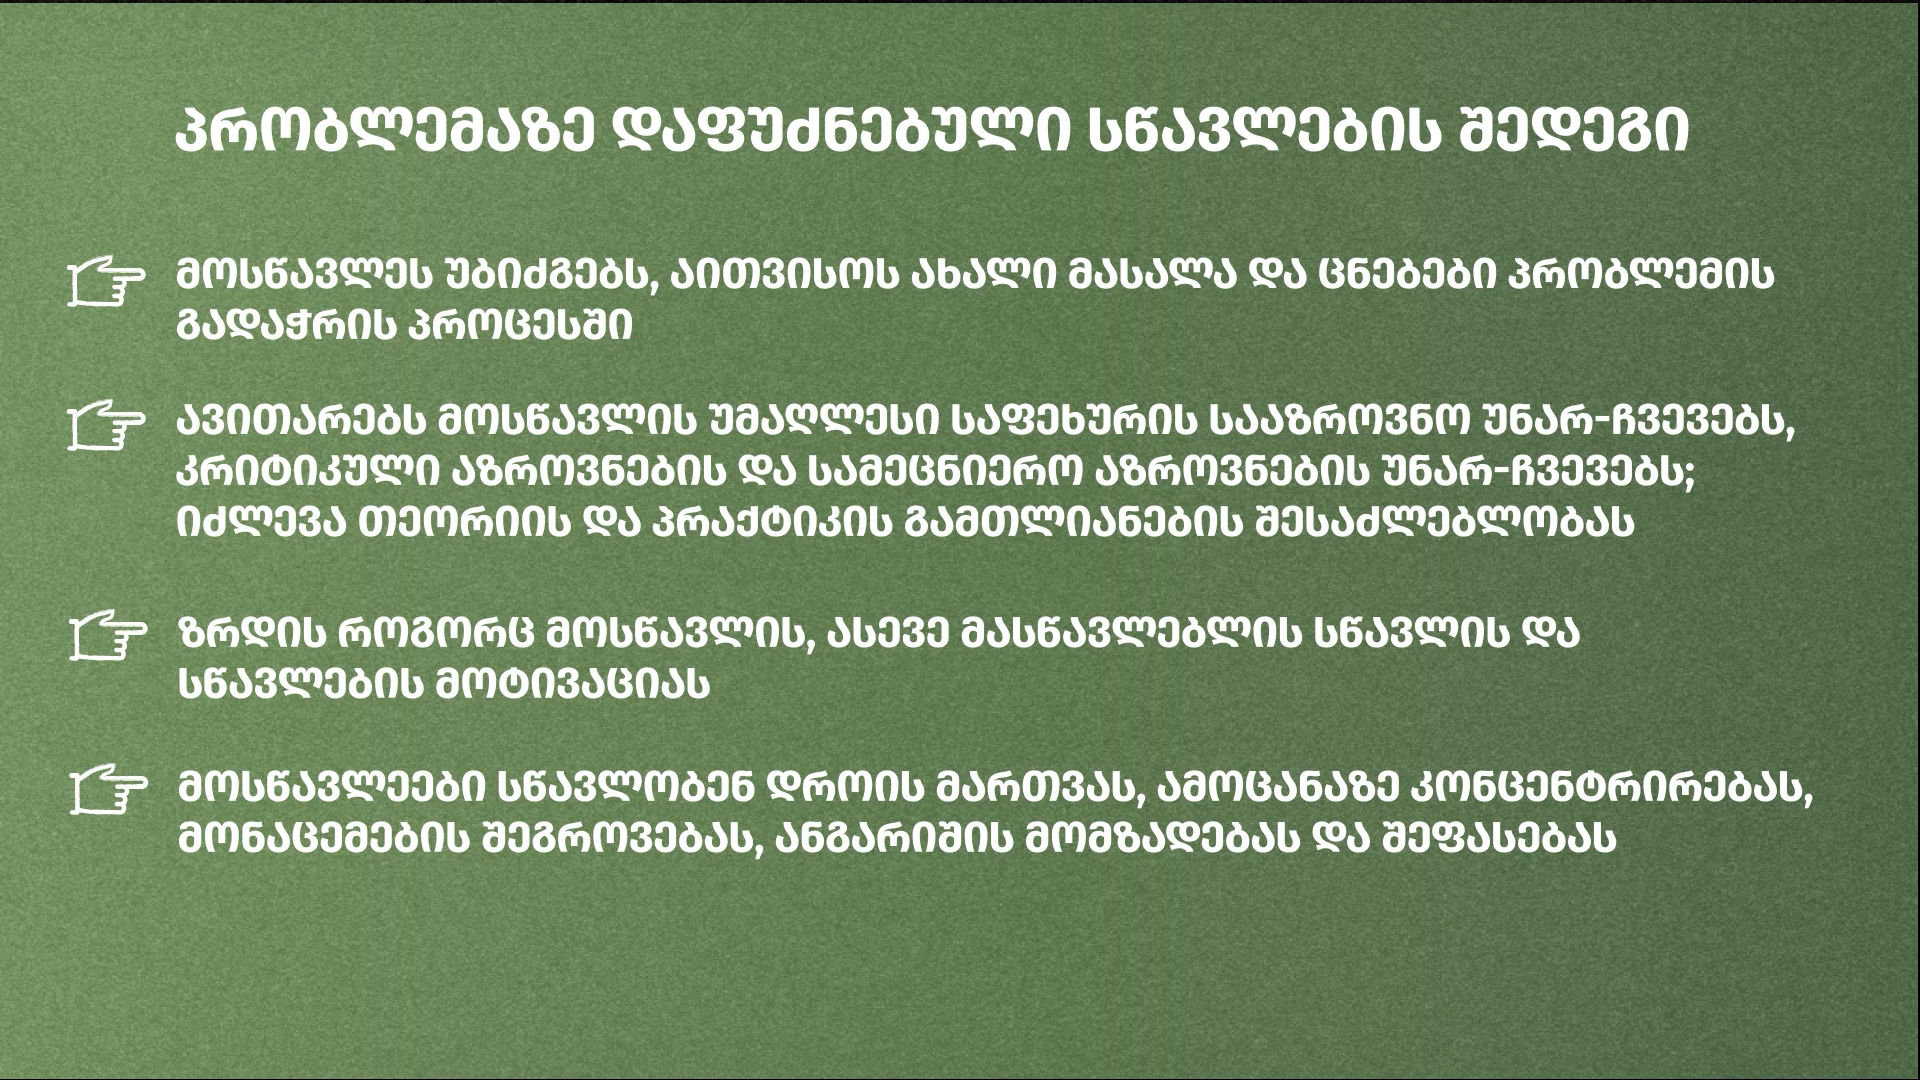 პრობლემაზე დაფუძნებული სწავლების შედეგი
მოსწავლეს უბიძგებს, აითვისოს ახალი მასალა და ცნებები პრობლემის
გადაჭრის პროცესში
ავითარებს მოსწავლის უმაღლესი საფეხურის სააზროვნო უნარ-ჩვევებს,
კრიტიკული აზროვნების და სამეცნიერო აზროვნების უნარ-ჩვევებს;
იძლევა თეორიის და პრაქტიკის გამთლიანების შესაძლებლობას
ზრდის როგორც მოსწავლის, ასევე მასწავლებლის სწავლის და
სწავლების მოტივაციას
მოსწავლეები სწავლობენ დროის მართვას, ამოცანაზე კონცენტრირებას,
მონაცემების შეგროვებას, ანგარიშის მომზადებას და შეფასებას